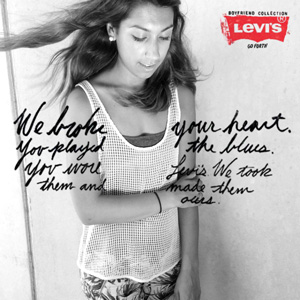 BOYFRIEND COLLECTION
LEVI'S
GO FORTH
We broke your heart.
You played the blues.
You wore Levi's. We took
them and made them
ours.